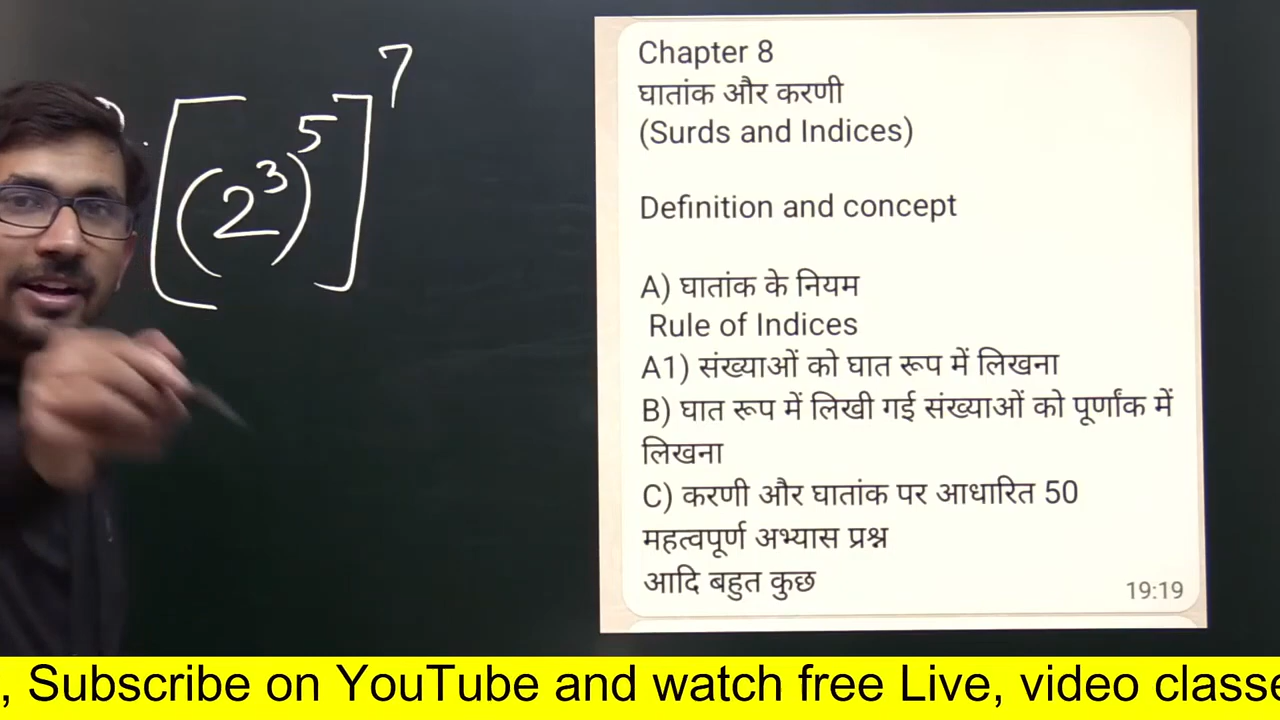 [(2³)⁵]⁷
Chapter 8
घातांक और करणी
(Surds and Indices)
Definition and concept
A) घातांक के नियम
Rule of Indices
A1) संख्याओं को घात रूप में लिखना
B) घात रूप में लिखी गई संख्याओं को पूर्णांक में
लिखना
C) करणी और घातांक पर आधारित 50
महत्वपूर्ण अभ्यास प्रश्न
आदि बहुत कुछ
19:19
, Subscribe on YouTube and watch free Live, video classe